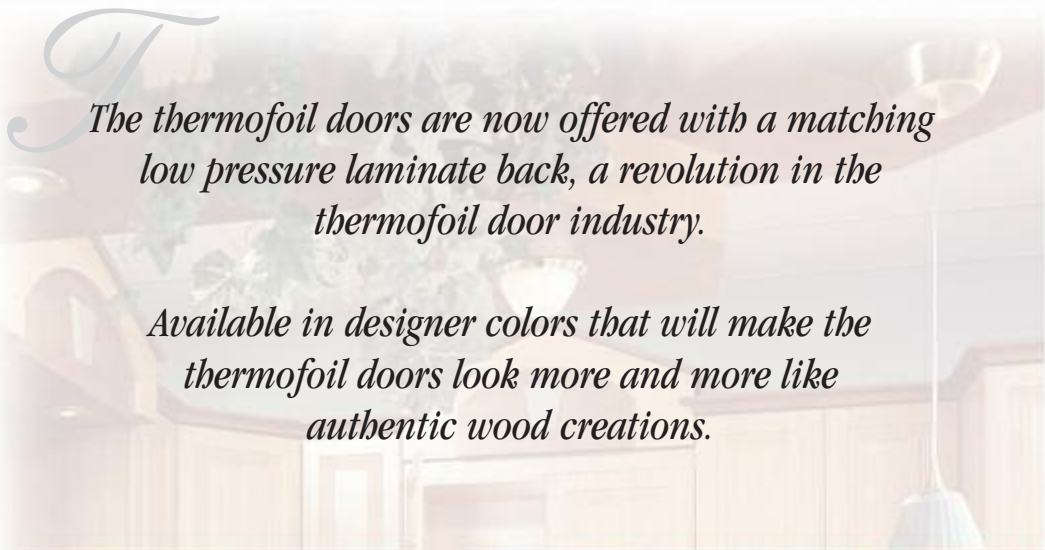 The thermofoil doors are now offered with a matching
low pressure laminate back, a revolution in the
thermofoil door industry.
Available in designer colors that will make the
thermofoil doors look more and more like
authentic wood creations.